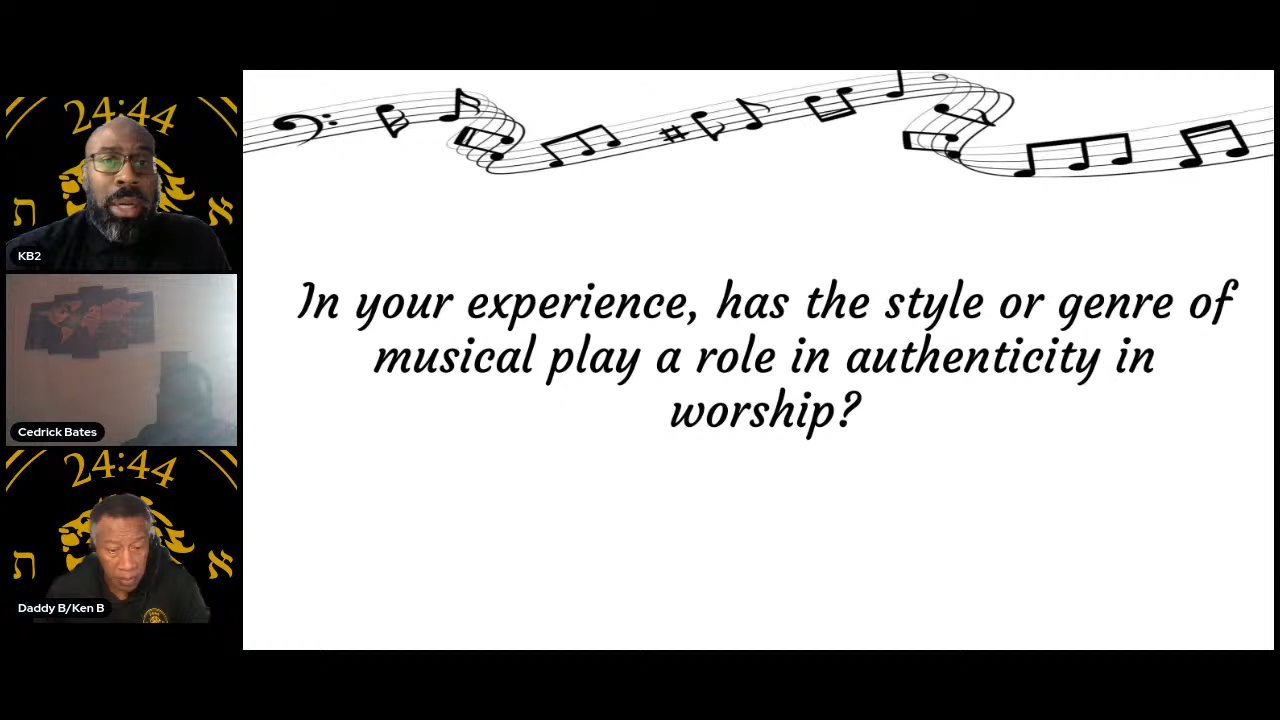 24:44
ת
א
KB2
Cedrick Bates
24:44
ת
א
Daddy B/Ken B
In your experience, has the style or genre of
musical play a role in authenticity in
worship?